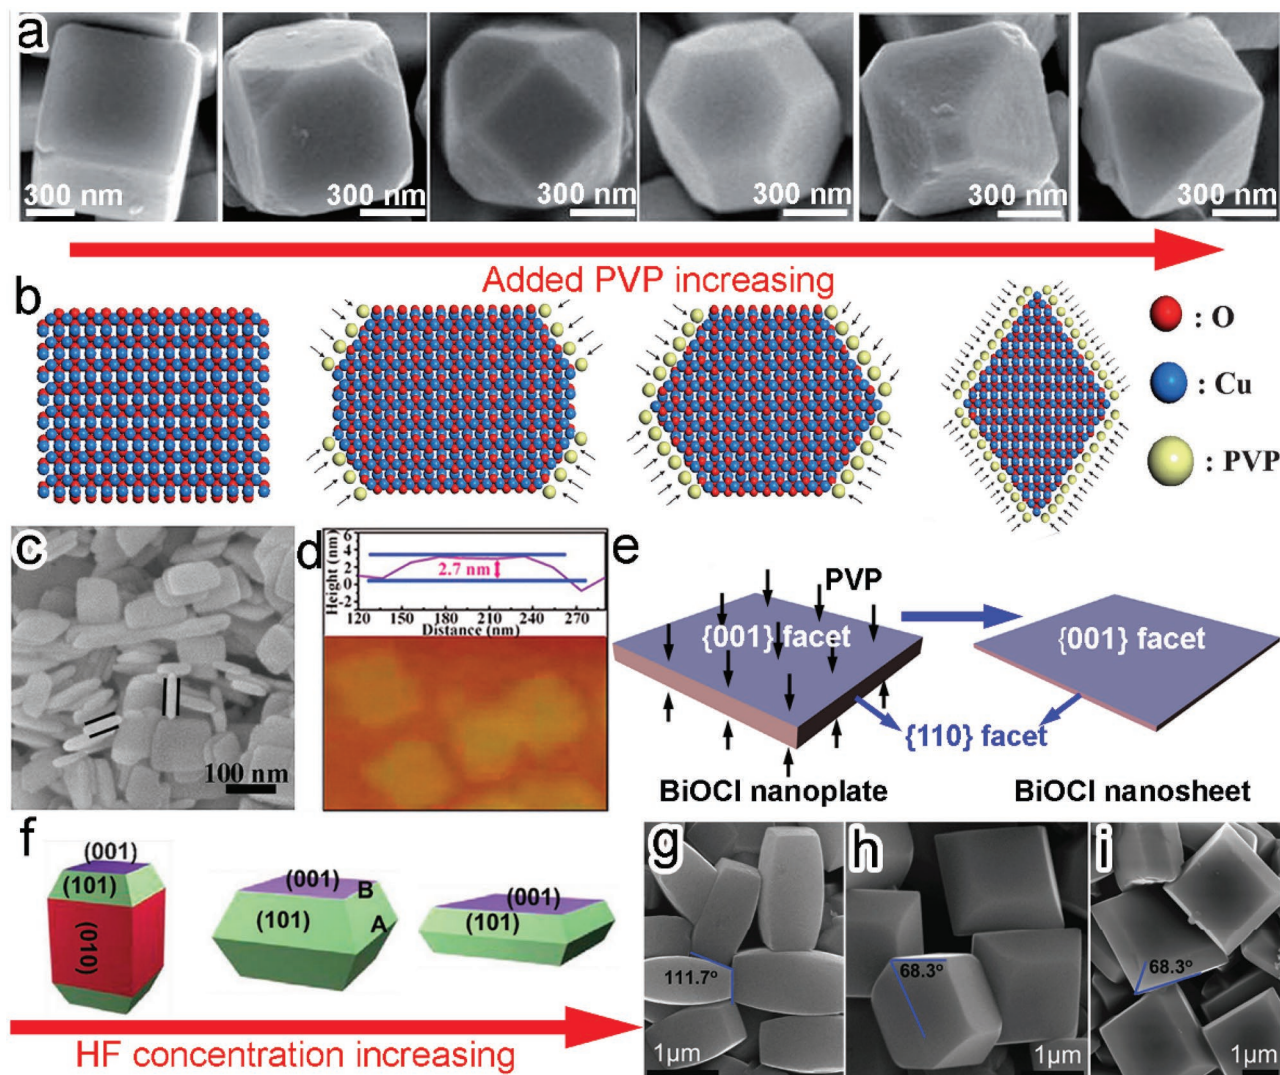 a
300 nm
300 nm
300 nm
300 nm
300 nm
300 nm
Added PVP increasing
b
: O
: Cu
: PVP
c
100 nm
d
Height (nm)
6
4
2
0
-2
2.7 nm
120 150 180 210 240 270
Distance (nm)
e
PVP
{001} facet
{001} facet
{110} facet
BiOCl nanoplate
BiOCl nanosheet
f
(001)
(101)
(010)
(001)
B
(101)
A
(001)
(101)
HF concentration increasing
g
111.7º
1µm
h
68.3º
1µm
i
68.3º
1µm